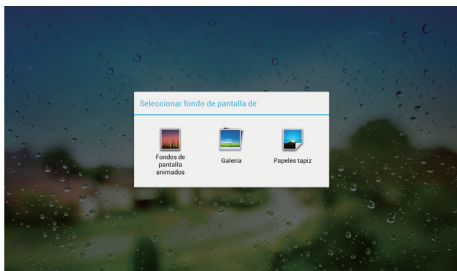 Seleccionar fondo de pantalla de
Fondos de
pantalla
animados
Galería
Papeles tapiz